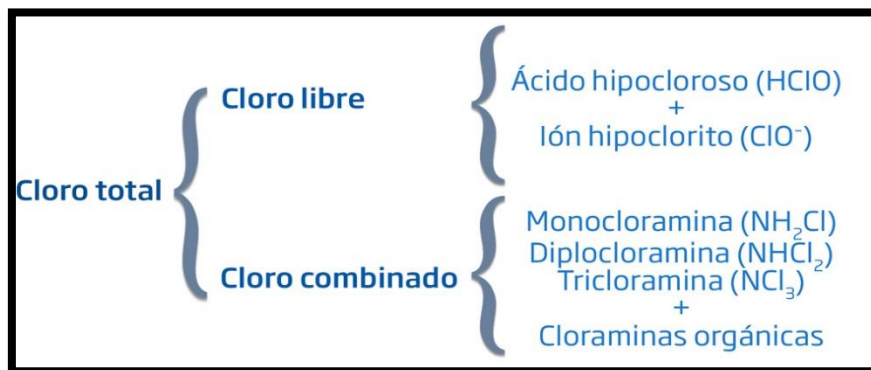 Cloro total
Cloro libre
Ácido hipocloroso (HClO)
+
Ión hipoclorito (ClO⁻)
Cloro combinado
Monocloramina (NH₂Cl)
Diplocloramina (NHCl₂)
Tricloramina (NCl₃)
+
Cloraminas orgánicas